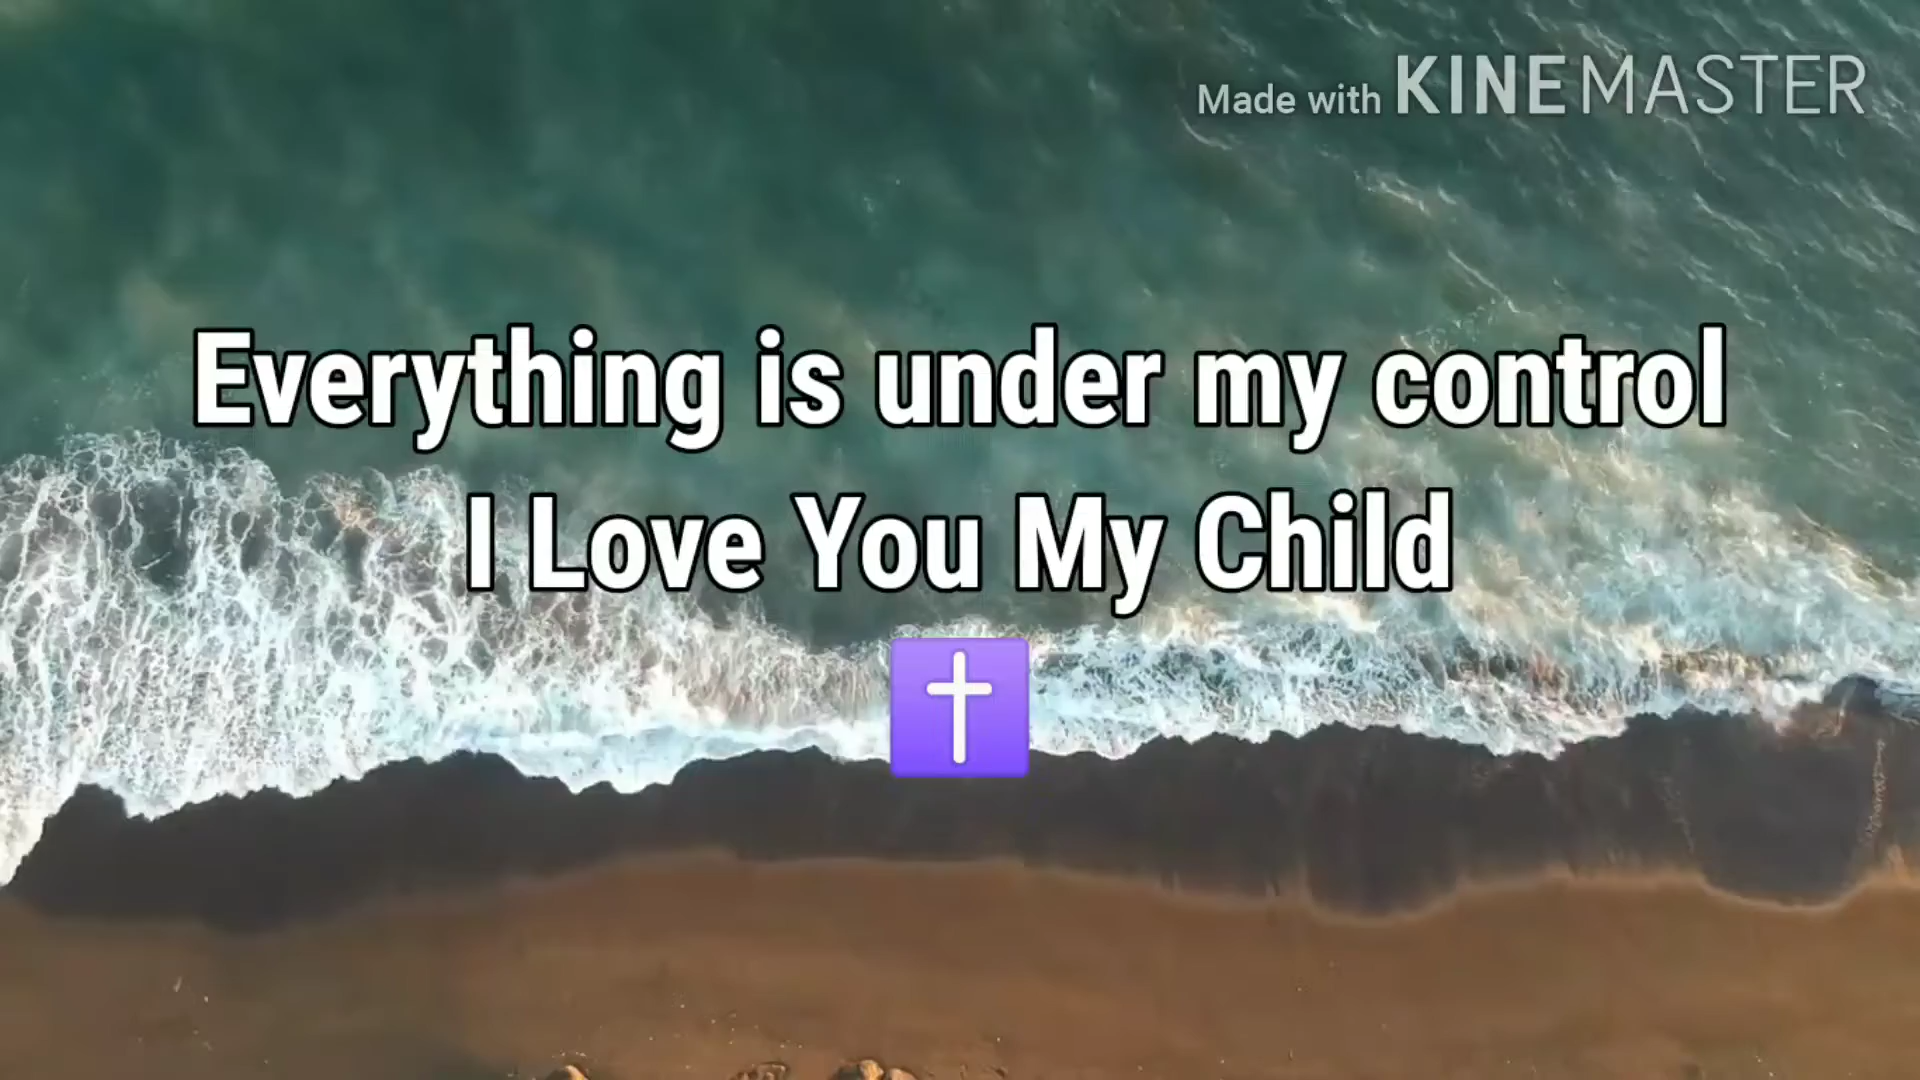 Made with KINEMASTER
Everything is under my control
I Love You My Child
✝️